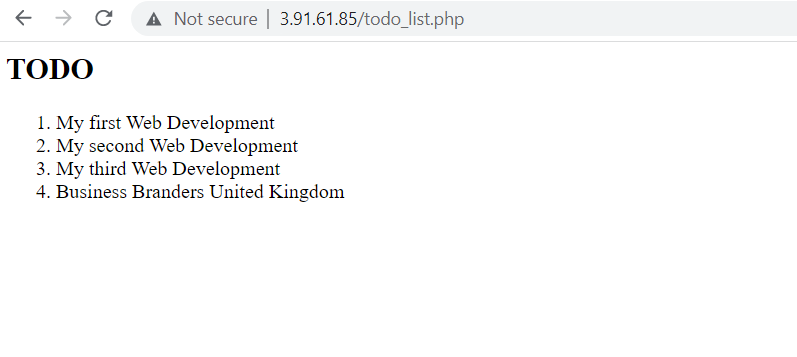 Not secure | 3.91.61.85/todo_list.php
TODO
1. My first Web Development
2. My second Web Development
3. My third Web Development
4. Business Branders United Kingdom